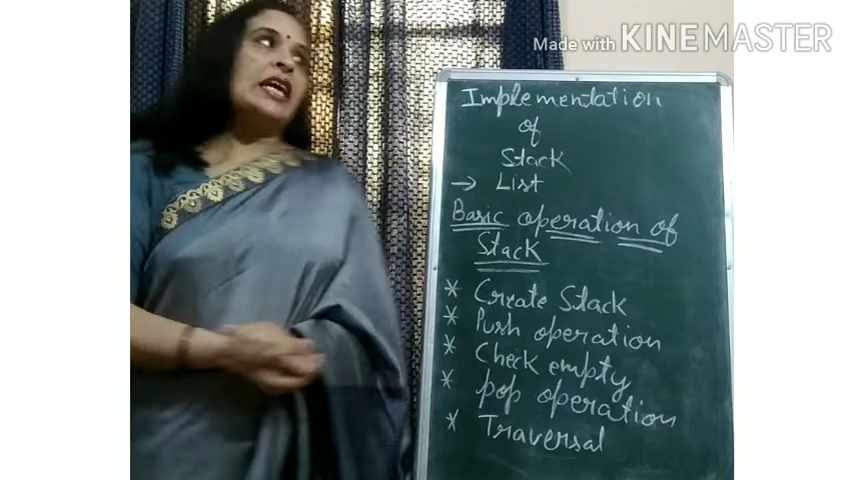 Made with KINEMASTER
Implementation
of
Stack
→ List
Basic operation of
Stack
* Create Stack
* Push operation
* Check empty
* pop operation
* Traversal